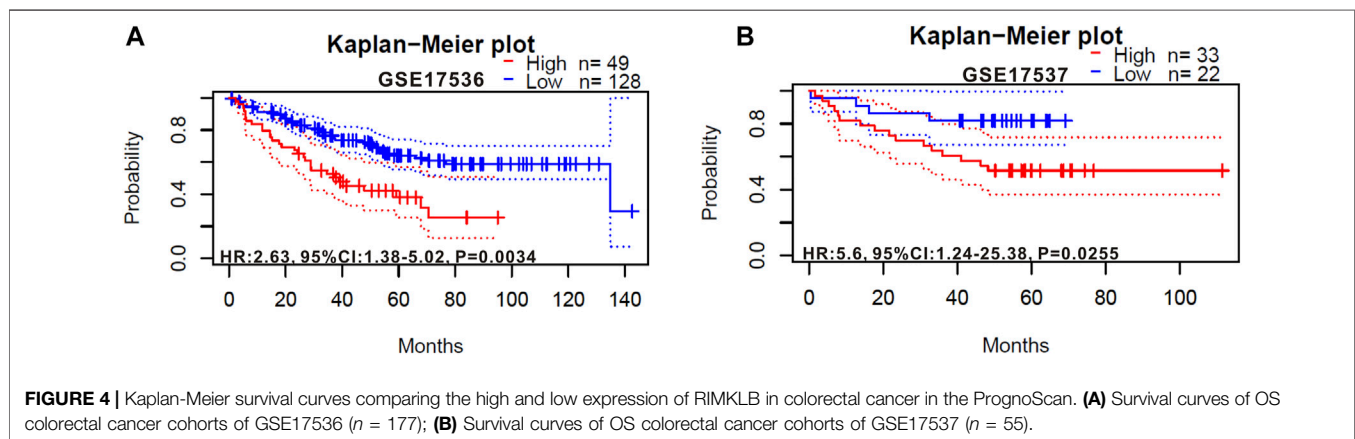 A
Kaplan−Meier plot
High n= 49
GSE17536
Low n= 128
Probability
0.8
0.4
0.0
HR:2.63, 95%CI:1.38-5.02, P=0.0034
0 20 40 60 80 100 120 140
Months
B
Kaplan−Meier plot
High n= 33
GSE17537
Low n= 22
Probability
0.8
0.4
0.0
HR:5.6, 95%CI:1.24-25.38, P=0.0255
0 20 40 60 80 100
Months
FIGURE 4 | Kaplan-Meier survival curves comparing the high and low expression of RIMKLB in colorectal cancer in the PrognoScan. (A) Survival curves of OS
colorectal cancer cohorts of GSE17536 (n = 177); (B) Survival curves of OS colorectal cancer cohorts of GSE17537 (n = 55).